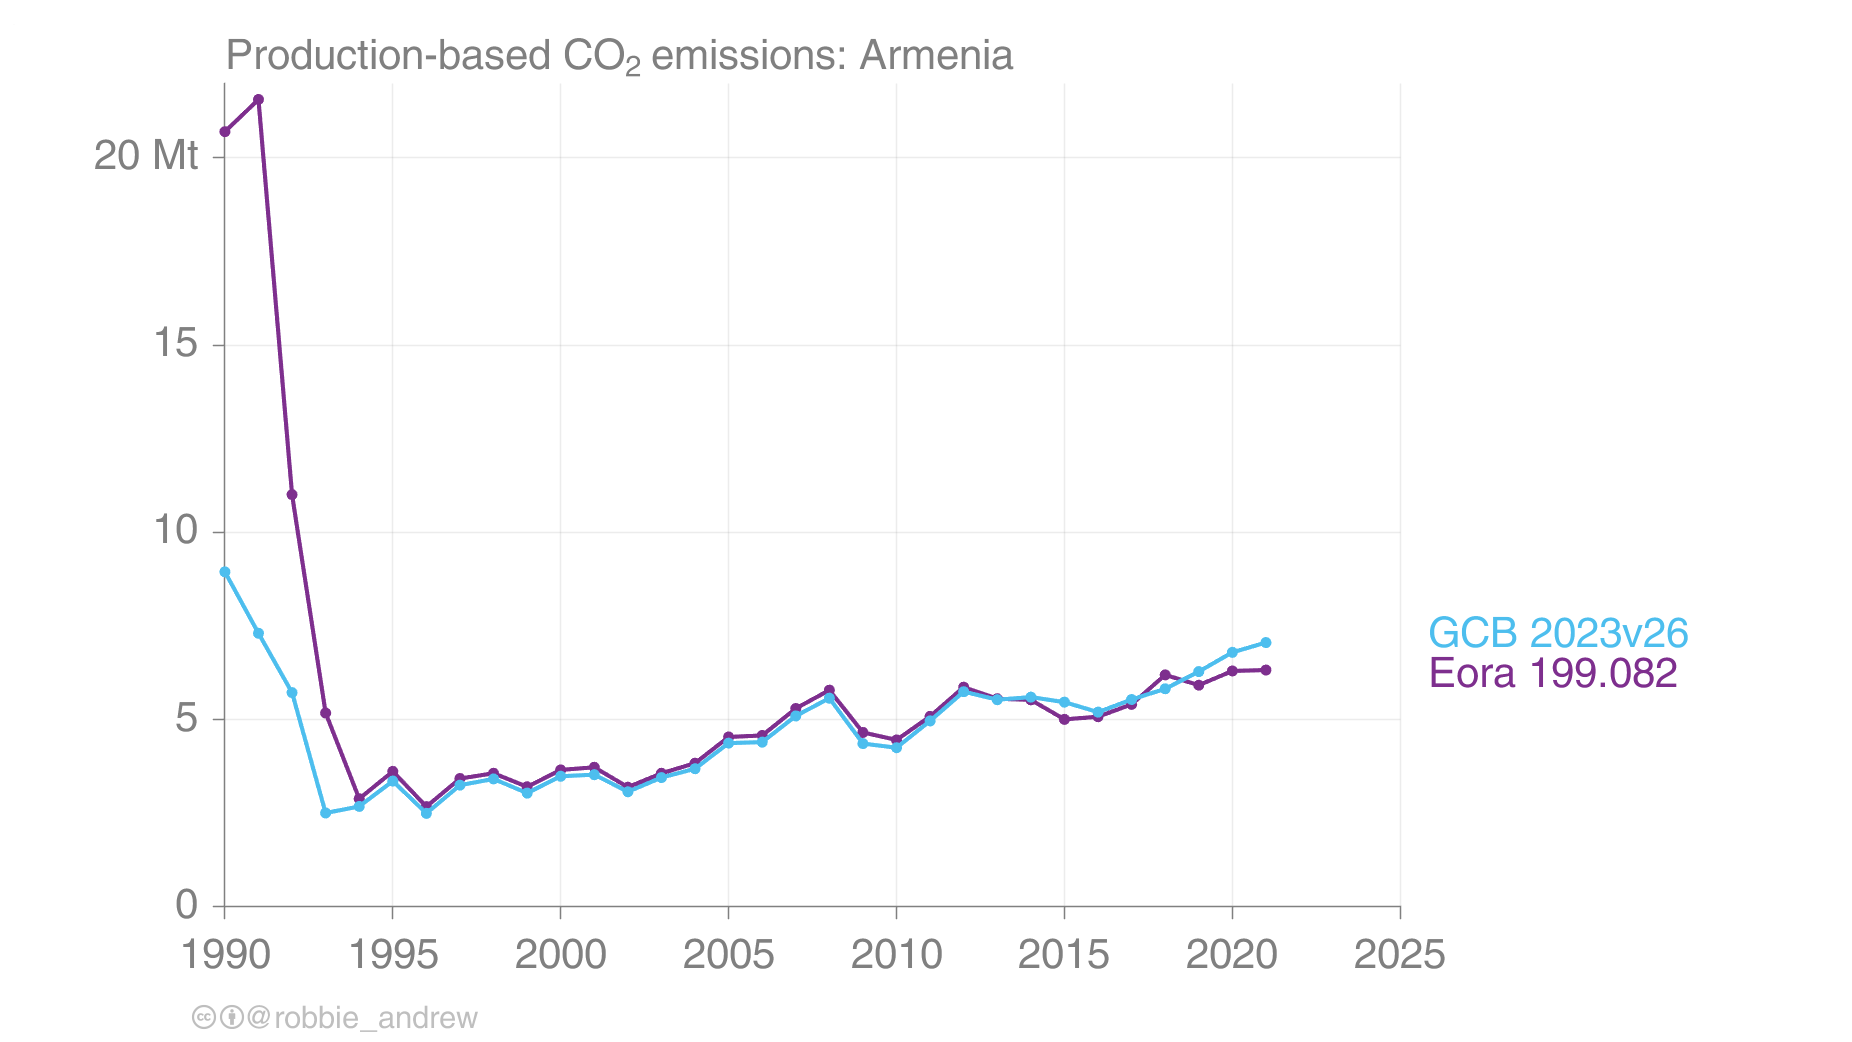 Production-based CO₂ emissions: Armenia
20 Mt
15
10
5
0
1990 1995 2000 2005 2010 2015 2020 2025
GCB 2023v26
Eora 199.082
cc @robbie_andrew